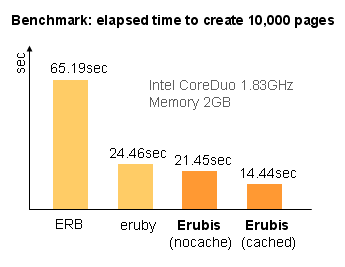 Benchmark: elapsed time to create 10,000 pages
sec
65.19sec
Intel CoreDuo 1.83GHz
Memory 2GB
24.46sec
21.45sec
14.44sec
ERB
eruby
Erubis
(nocache)
Erubis
(cached)